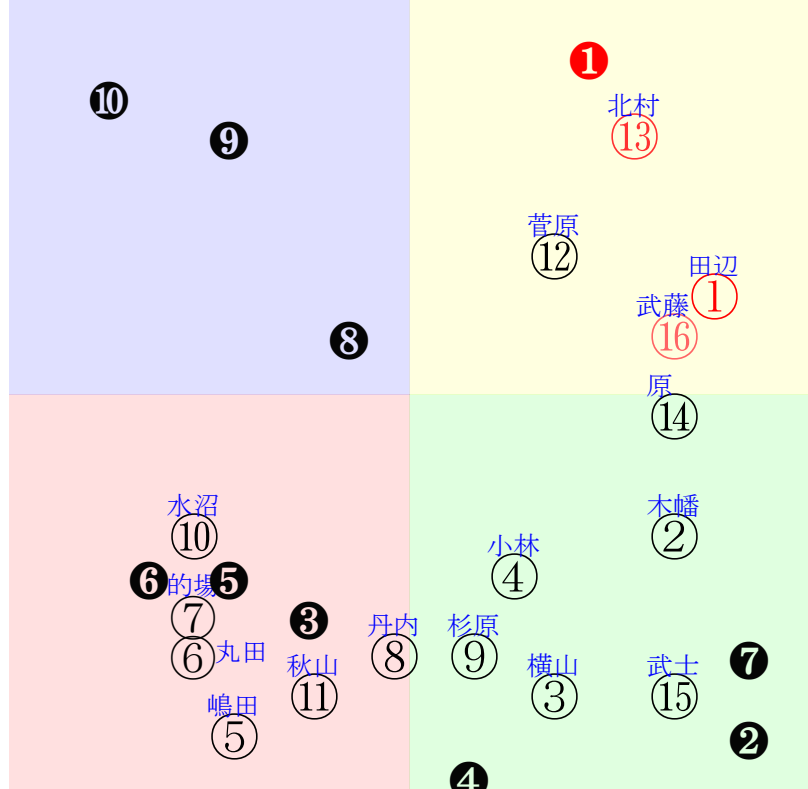 ❶
❿
北村
⑬
❾
菅原
⑫
田辺
①
武藤
⑯
❽
原
⑭
水沼
⑩
木幡
②
小林
④
❻
的場
❺
⑦
❸
丹内
⑧
杉原
⑨
⑥
丸田
秋山
⑪
横山
③
武士
⑮
❼
嶋田
⑤
❷
❹